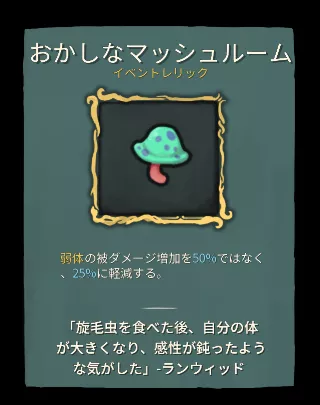 おかしなマッシュルーム
イベントレリック
弱体の被ダメージ増加を50%ではなく
、25%に軽減する。
「旋毛虫を食べた後、自分の体
が大きくなり、感性が鈍ったよう
な気がした」-ランウィッド